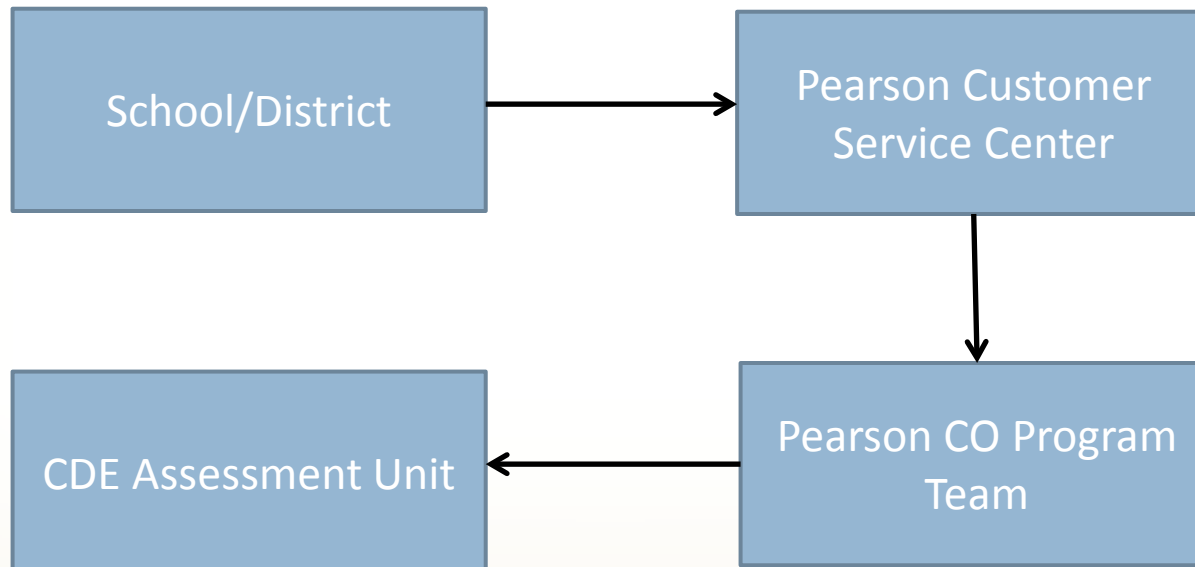 School/District
Pearson Customer
Service Center
CDE Assessment Unit
Pearson CO Program
Team